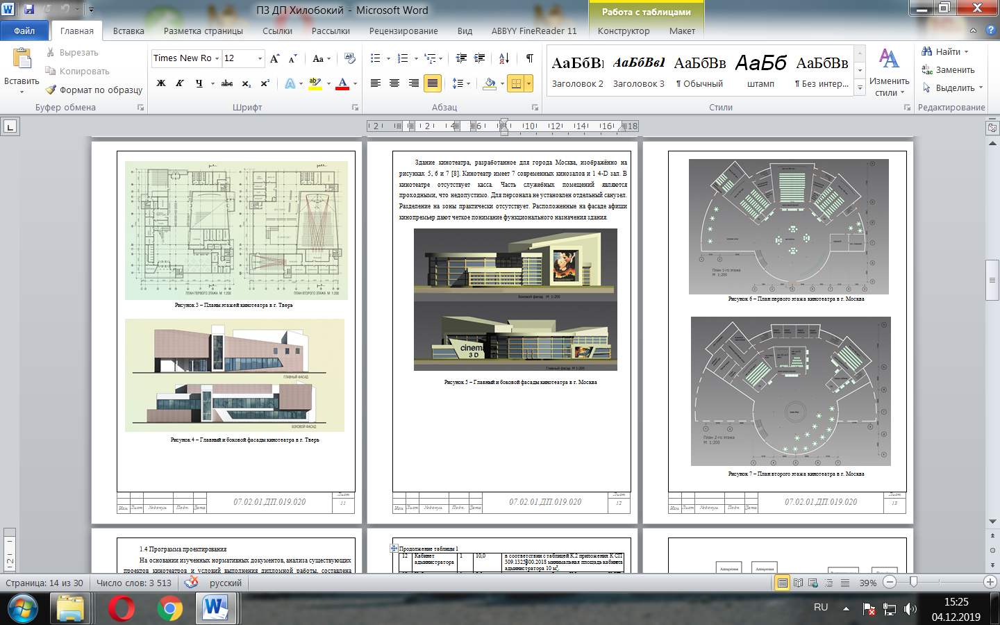 ПЗ ДП Хилобокий - Microsoft Word
Работа с таблицами
Файл
Главная
Вставка
Разметка страницы
Ссылки
Рассылки
Рецензирование
Вид
ABBYY FineReader 11
Конструктор
Макет
Вставить
Вырезать
Копировать
Формат по образцу
Буфер обмена
Times New Ro
12
Шрифт
Абзац
АаБбВı
АаБбВвІ
АаБбВв
АаБб
АаБбВв
Заголовок 2
Заголовок 3
¶ Обычный
штамп
¶ Без интер...
Стили
Изменить
стили
Найти
Заменить
Выделить
Редактирование
2 2 4 6 10 12 14 16 18
ПЛАН ПЕРВОГО ЭТАЖА М 1:200
ПЛАН ВТОРОГО ЭТАЖА М 1:200
Рисунок 3 – Планы этажей кинотеатра в г. Тверь
ГЛАВНЫЙ ФАСАД
БОКОВОЙ ФАСАД
Рисунок 4 – Главный и боковой фасады кинотеатра в г. Тверь
Изм. Лист №докум. Подп. Дата
07.02.01.ДП.019.020
Лист
11
Здание кинотеатра, разработанное для города Москва, изображённо на
рисунках 5, 6 и 7 [8]. Кинотеатр имеет 7 современных кинозалов и 1 4-D зал. В
кинотеатре отсутствует касса. Часть служебных помещений являются
проходными, что недопустимо. Для персонала не установлен отдельный санузел.
Разделение на зоны практически отсутствует. Расположенные на фасаде афиши
кинопремьер дают четкое понимание функционального назначения здания.
Боковой фасад М 1:200
cinema
3 D
Главный фасад М 1:200
Рисунок 5 – Главный и боковой фасады кинотеатра в г. Москва
Изм. Лист №докум. Подп. Дата
07.02.01.ДП.019.020
Лист
12
План 1-го этажа
М 1:200
Рисунок 6 – План первого этажа кинотеатра в г. Москва
План 2-го этажа
М 1:200
Рисунок 7 – План второго этажа кинотеатра в г. Москва
Изм. Лист №докум. Подп. Дата
07.02.01.ДП.019.020
Лист
13
1.4 Программа проектирования
На основании изученных нормативных документов, анализа существующих
проектов кинотеатров и условий выполнения дипломной работы, составлена
Продолжение таблицы 1
12 Кабинет администратора 1 10,0
в соответствии с таблицей К.2 приложения К СП
309.1325800.2018 минимальная площадь кабинета
администратора 10 м².
Аппаратная
Аппаратная
Страница: 14 из 30
Число слов: 3 513
русский
39%
RU
15:25
04.12.2019